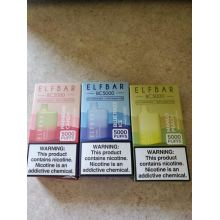 ELFBAR
BC5000
5000
PUFFS
WARNING:
This product
contains nicotine.
Nicotine is an
addictive chemical.
ELFBAR
BC5000
5000
PUFFS
WARNING:
This product
contains nicotine.
Nicotine is an
addictive chemical.
ELFBAR
BC5000
5000
PUFFS
WARNING:
This product
contains nicotine.
Nicotine is an
addictive chemical.